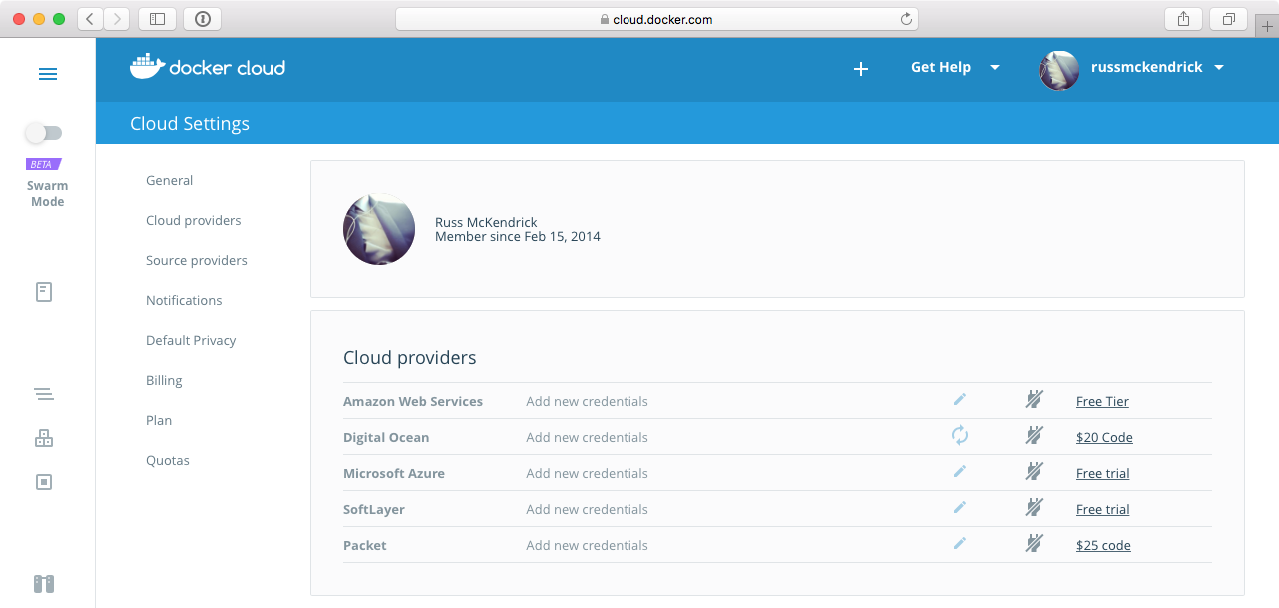 cloud.docker.com
docker cloud
Get Help
russmckendrick
Cloud Settings
BETA
Swarm
Mode
General
Cloud providers
Source providers
Notifications
Default Privacy
Billing
Plan
Quotas
Russ McKendrick
Member since Feb 15, 2014
Cloud providers
Amazon Web Services Add new credentials Free Tier
Digital Ocean Add new credentials $20 Code
Microsoft Azure Add new credentials Free trial
SoftLayer Add new credentials Free trial
Packet Add new credentials $25 code